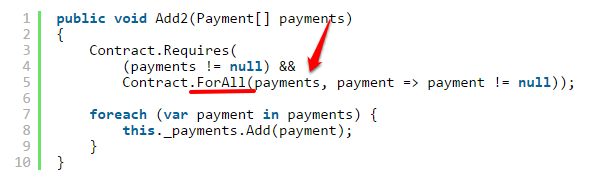 1 public void Add2(Payment[] payments)
2 {
3     Contract.Requires(
4         (payments != null) &&
5         Contract.ForAll(payments, payment => payment != null));
6
7     foreach (var payment in payments) {
8         this._payments.Add(payment);
9     }
10 }